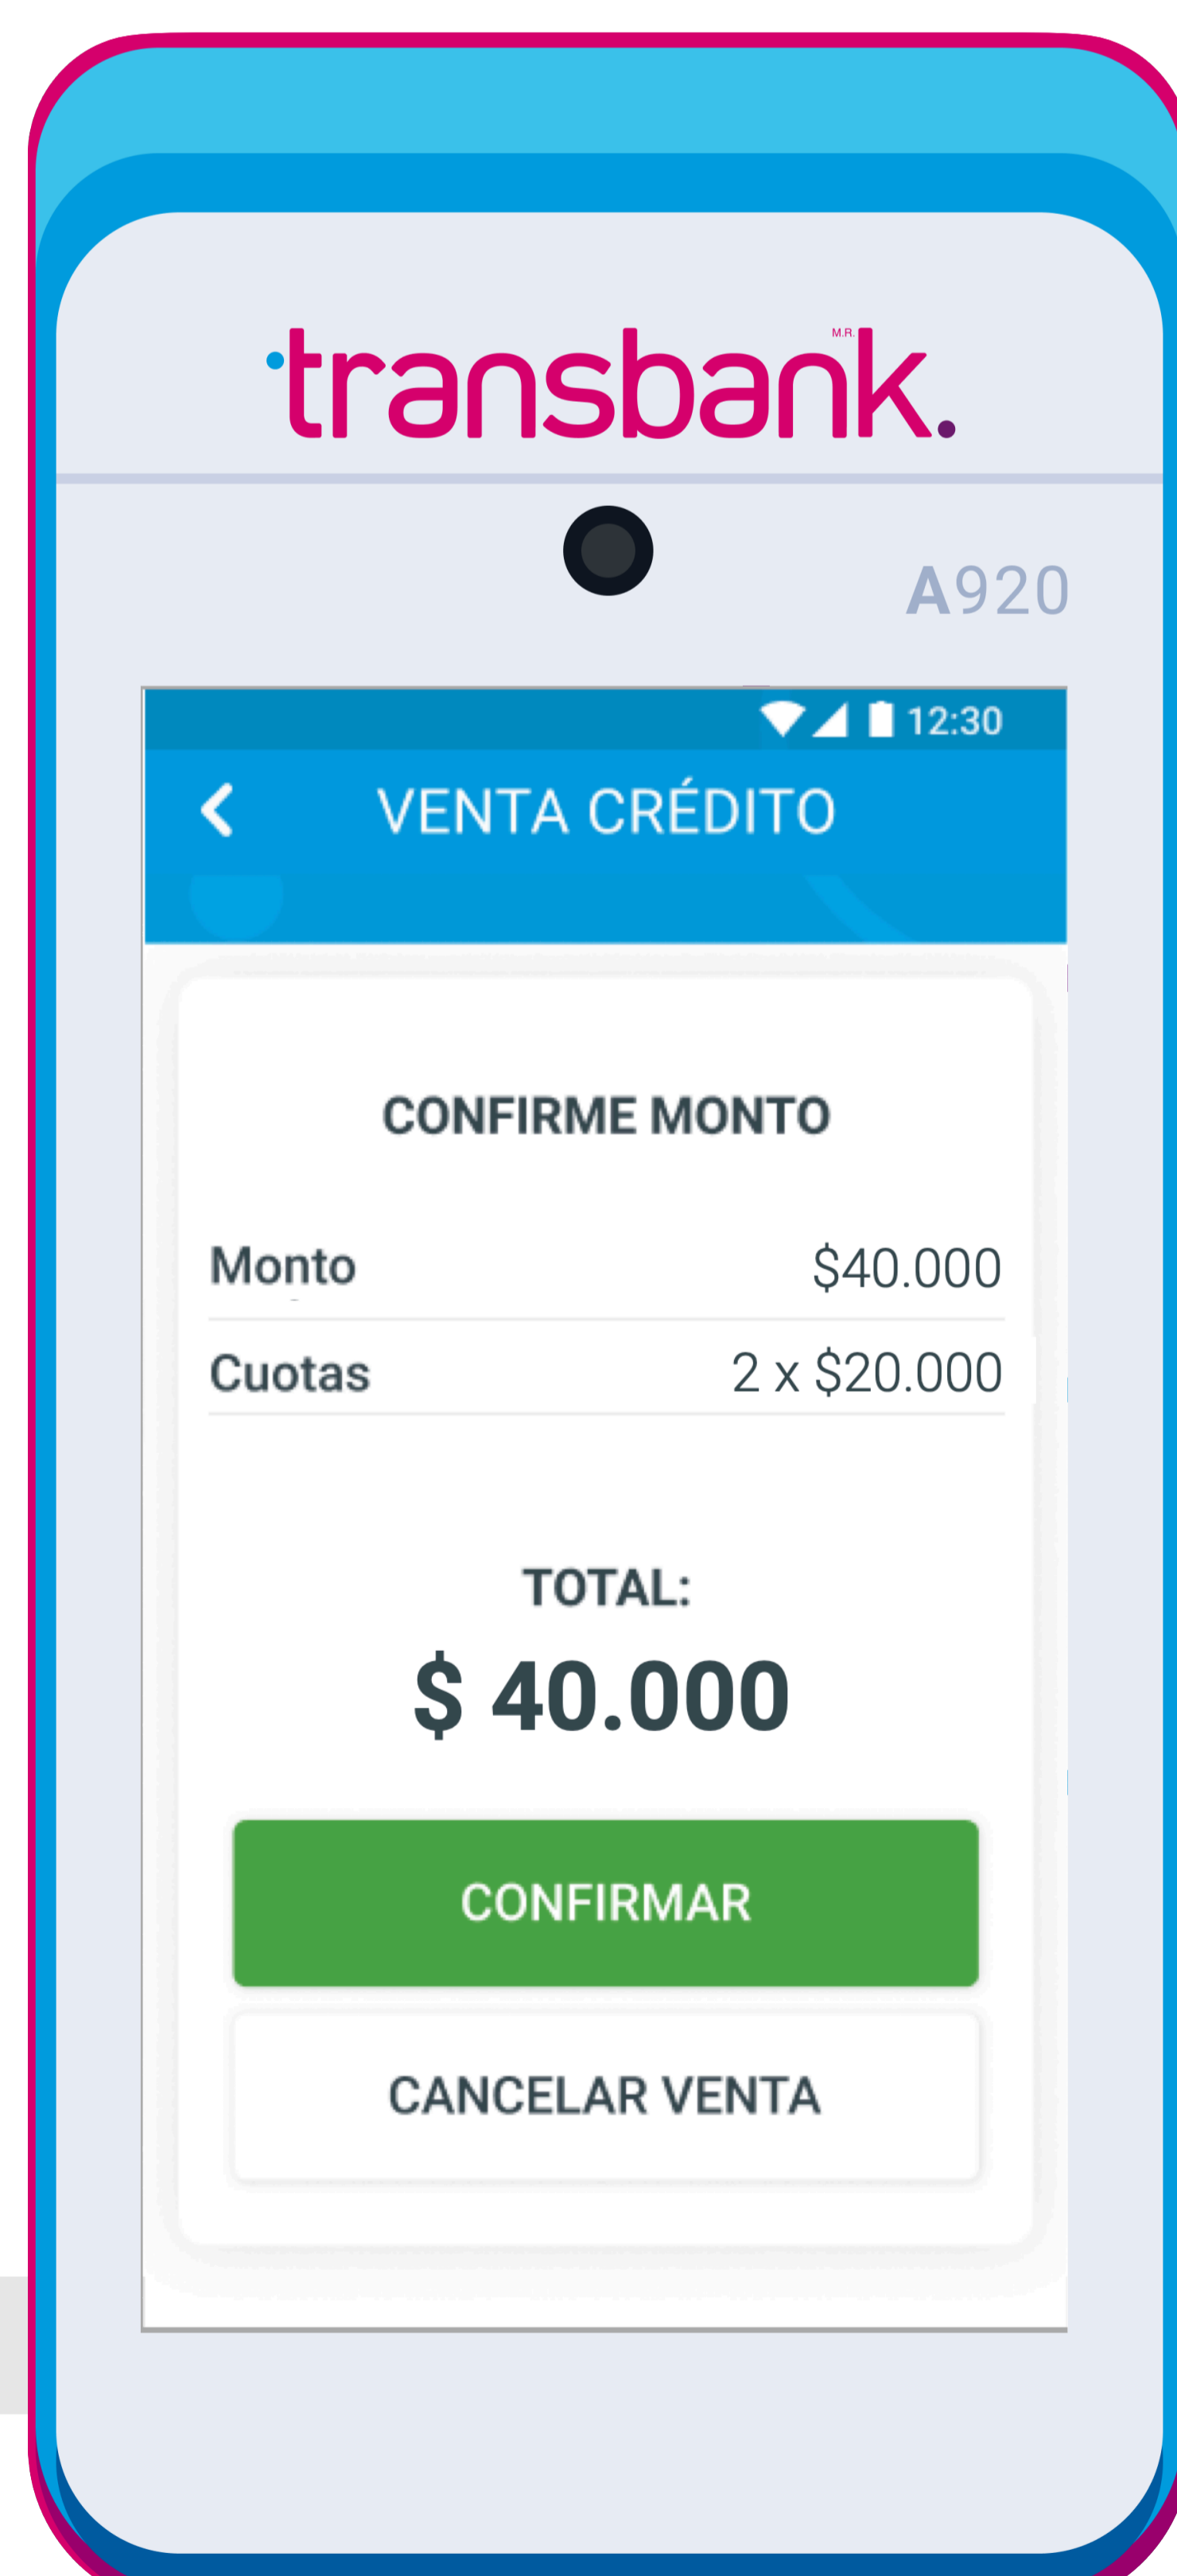 transbank.
M.R.
A920
12:30
VENTA CRÉDITO
CONFIRME MONTO
Monto $40.000
Cuotas 2 x $20.000
TOTAL:
$ 40.000
CONFIRMAR
CANCELAR VENTA